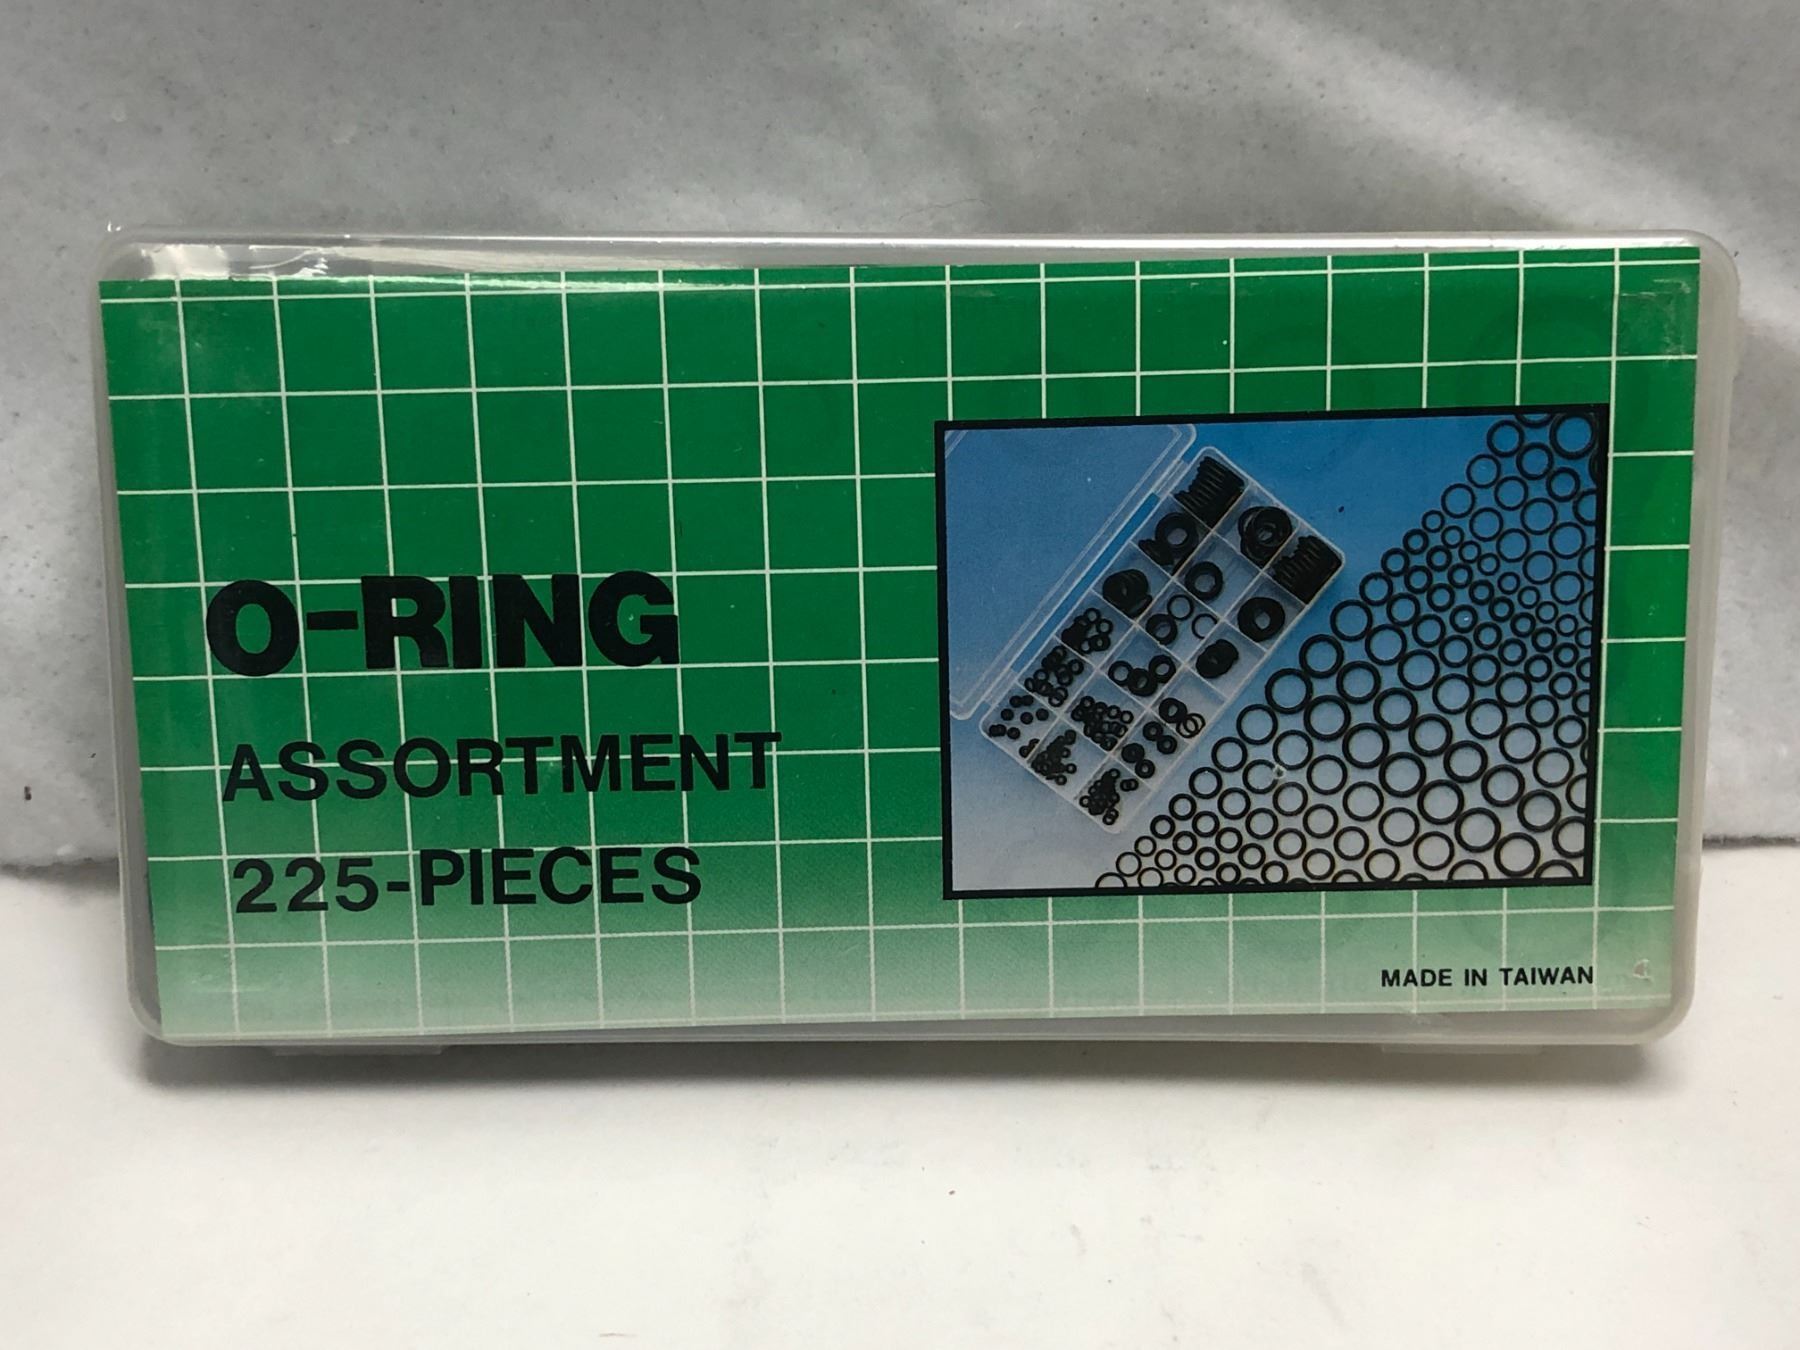 O-RING
ASSORTMENT
225-PIECES
MADE IN TAIWAN